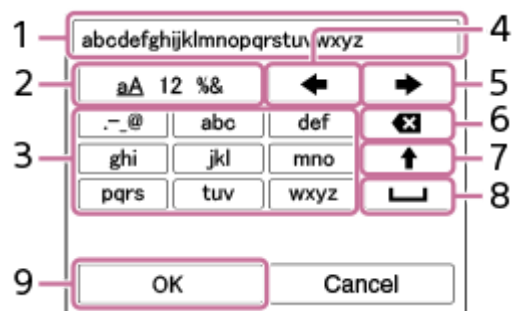 4
1 abcdefghijklmnopqrstuvwxyz
2 aA 12 %& 5
.-_@ abc def 6
3 ghi jkl mno 7
pqrs tuv wxyz 8
9 OK Cancel